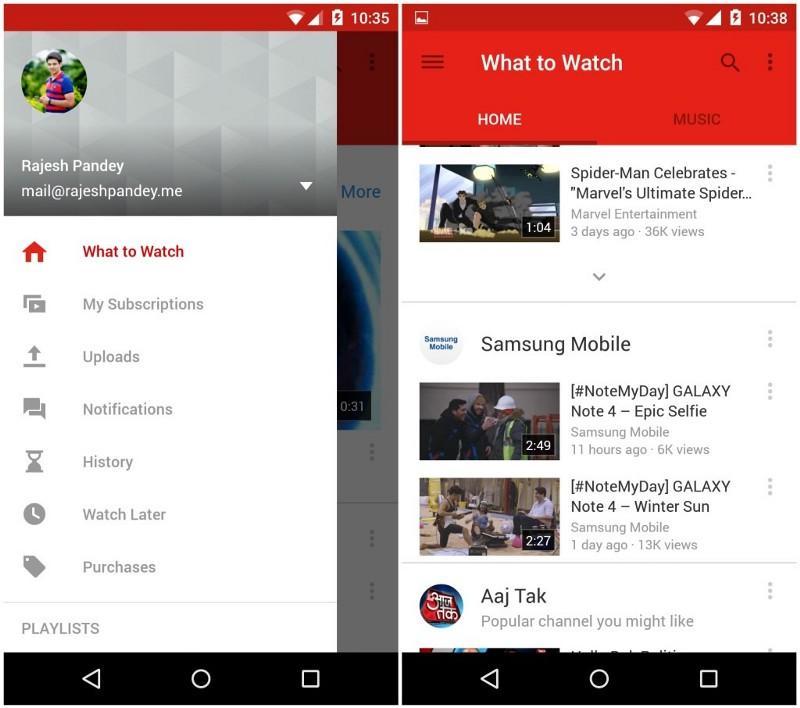 10:35
Rajesh Pandey
mail@rajeshpandey.me
More
What to Watch
My Subscriptions
Uploads
0:31
Notifications
History
Watch Later
Purchases
PLAYLISTS
10:38
What to Watch
HOME MUSIC
Spider-Man Celebrates -
"Marvel's Ultimate Spider...
Marvel Entertainment
3 days ago · 36K views
1:04
Samsung
Mobile
Samsung Mobile
[#NoteMyDay] GALAXY
Note 4 – Epic Selfie
Samsung Mobile
11 hours ago · 6K views
2:49
[#NoteMyDay] GALAXY
Note 4 – Winter Sun
Samsung Mobile
1 day ago · 13K views
2:27
आज
तक
Aaj Tak
Popular channel you might like